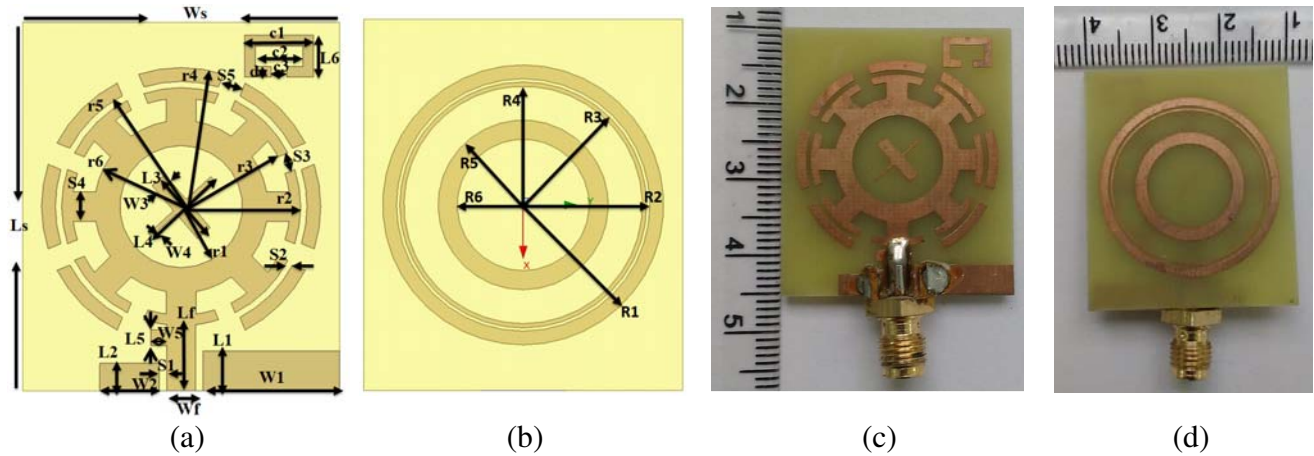 Ws
c1
c2
c3
d
L6
r4
S5
r5
r6
L3
r3
S3
S4
W3
r2
Ls
L4
W4
r1
S2
Lf
L5
W5
L1
L2
S1
W2
W1
Wf
(a)
R4
R3
R5
R6
R2
Y
X
R1
(b)
1
2
3
4
5
(c)
4
3
2
1
(d)